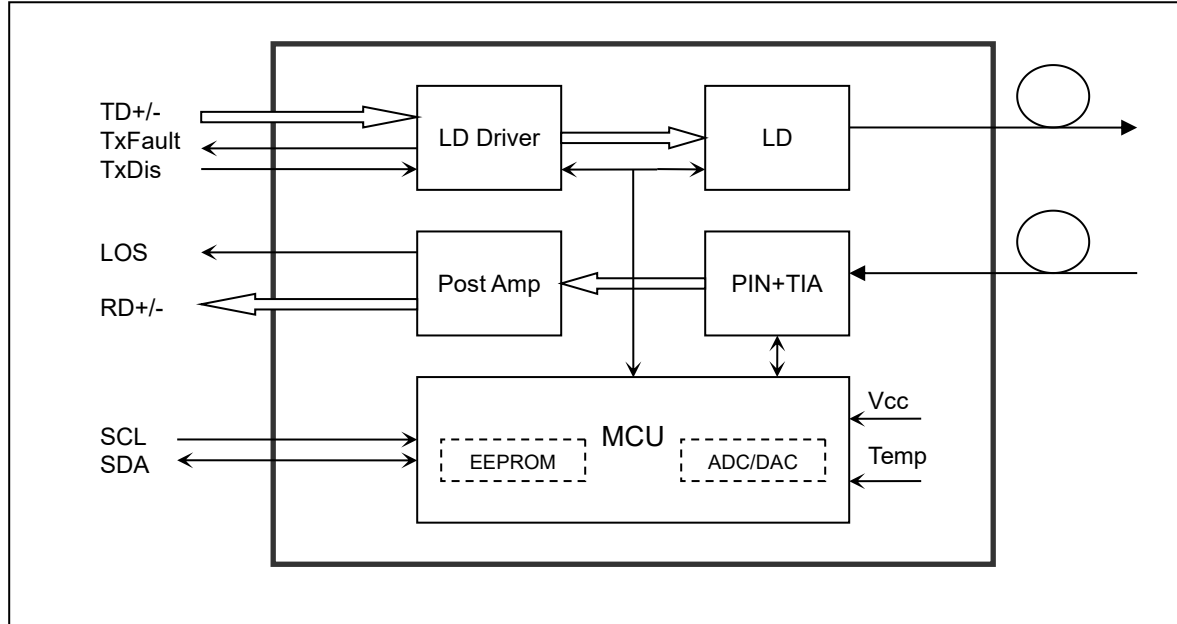 TD+/-
TxFault
TxDis
LD Driver
LD
LOS
RD+/-
Post Amp
PIN+TIA
SCL
SDA
MCU
EEPROM
ADC/DAC
Vcc
Temp